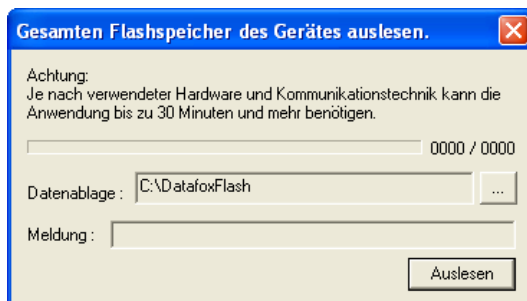 Gesamten Flashspeicher des Gerätes auslesen.
Achtung:
Je nach verwendeter Hardware und Kommunikationstechnik kann die
Anwendung bis zu 30 Minuten und mehr benötigen.
0000 / 0000
Datenablage : C:\DatafoxFlash ...
Meldung :
Auslesen